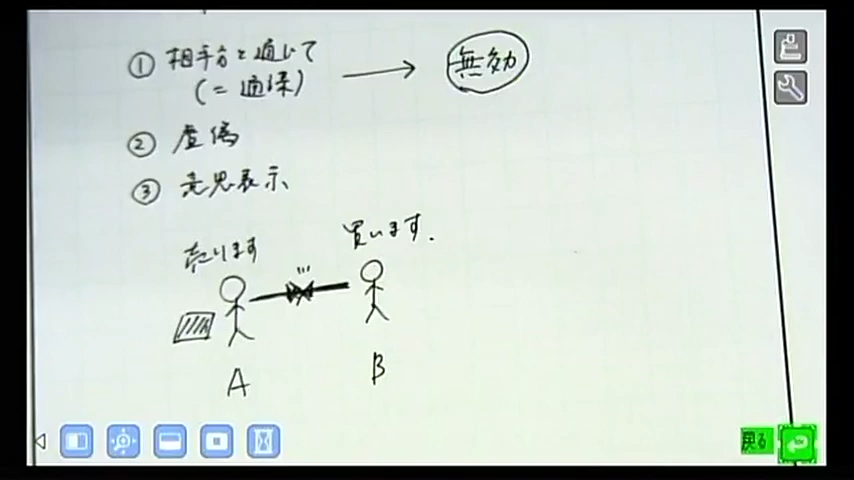 ① 相手方と通じて → 無効
(= 通謀)
② 虚偽
③ 意思表示
売ります 買います.
A B
戻る